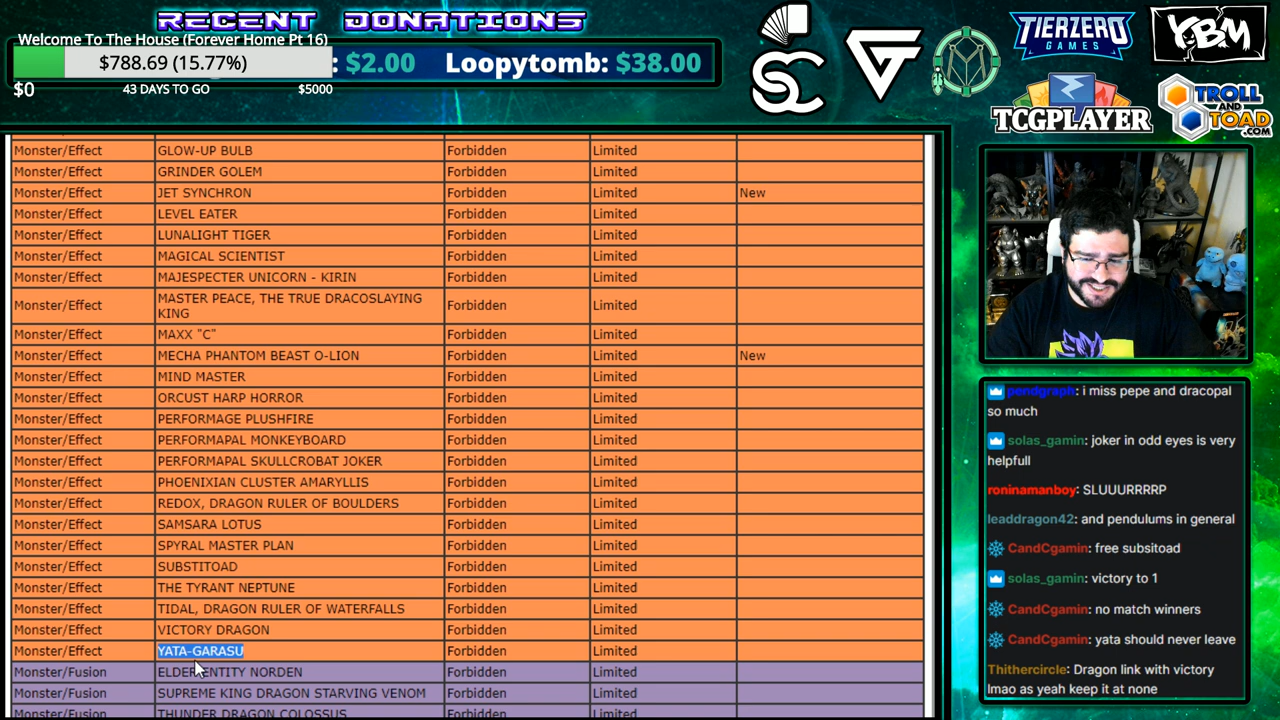 RECENT DONATIONS
Welcome To The House (Forever Home Pt 16)
$788.69 (15.77%)
: $2.00 Loopytomb: $38.00
$0 43 DAYS TO GO $5000
SC
TIERZERO
GAMES
YBM
TCGPLAYER
TROLL
AND
TOAD
.COM
Monster/Effect GLOW-UP BULB Forbidden Limited
Monster/Effect GRINDER GOLEM Forbidden Limited
Monster/Effect JET SYNCHRON Forbidden Limited New
Monster/Effect LEVEL EATER Forbidden Limited
Monster/Effect LUNALIGHT TIGER Forbidden Limited
Monster/Effect MAGICAL SCIENTIST Forbidden Limited
Monster/Effect MAJESPECTER UNICORN - KIRIN Forbidden Limited
Monster/Effect MASTER PEACE, THE TRUE DRACOSLAYING Forbidden Limited
KING
Monster/Effect MAXX "C" Forbidden Limited
Monster/Effect MECHA PHANTOM BEAST O-LION Forbidden Limited New
Monster/Effect MIND MASTER Forbidden Limited
Monster/Effect ORCUST HARP HORROR Forbidden Limited
Monster/Effect PERFORMAGE PLUSHFIRE Forbidden Limited
Monster/Effect PERFORMAPAL MONKEYBOARD Forbidden Limited
Monster/Effect PERFORMAPAL SKULLCROBAT JOKER Forbidden Limited
Monster/Effect PHOENIXIAN CLUSTER AMARYLLIS Forbidden Limited
Monster/Effect REDOX, DRAGON RULER OF BOULDERS Forbidden Limited
Monster/Effect SAMSARA LOTUS Forbidden Limited
Monster/Effect SPYRAL MASTER PLAN Forbidden Limited
Monster/Effect SUBSTITOAD Forbidden Limited
Monster/Effect THE TYRANT NEPTUNE Forbidden Limited
Monster/Effect TIDAL, DRAGON RULER OF WATERFALLS Forbidden Limited
Monster/Effect VICTORY DRAGON Forbidden Limited
Monster/Effect YATA-GARASU Forbidden Limited
Monster/Fusion ELDER ENTITY NORDEN Forbidden Limited
Monster/Fusion SUPREME KING DRAGON STARVING VENOM Forbidden Limited
Monster/Fusion THUNDER DRAGON COLOSSUS Forbidden Limited
pendgraph: i miss pepe and dracopal
so much
solas_gamin: joker in odd eyes is very
helpfull
roninamanboy: SLUUURRRRP
leaddragon42: and pendulums in general
CandCgamin: free subsitoad
solas_gamin: victory to 1
CandCgamin: no match winners
CandCgamin: yata should never leave
Thithercircle: Dragon link with victory
lmao as yeah keep it at none